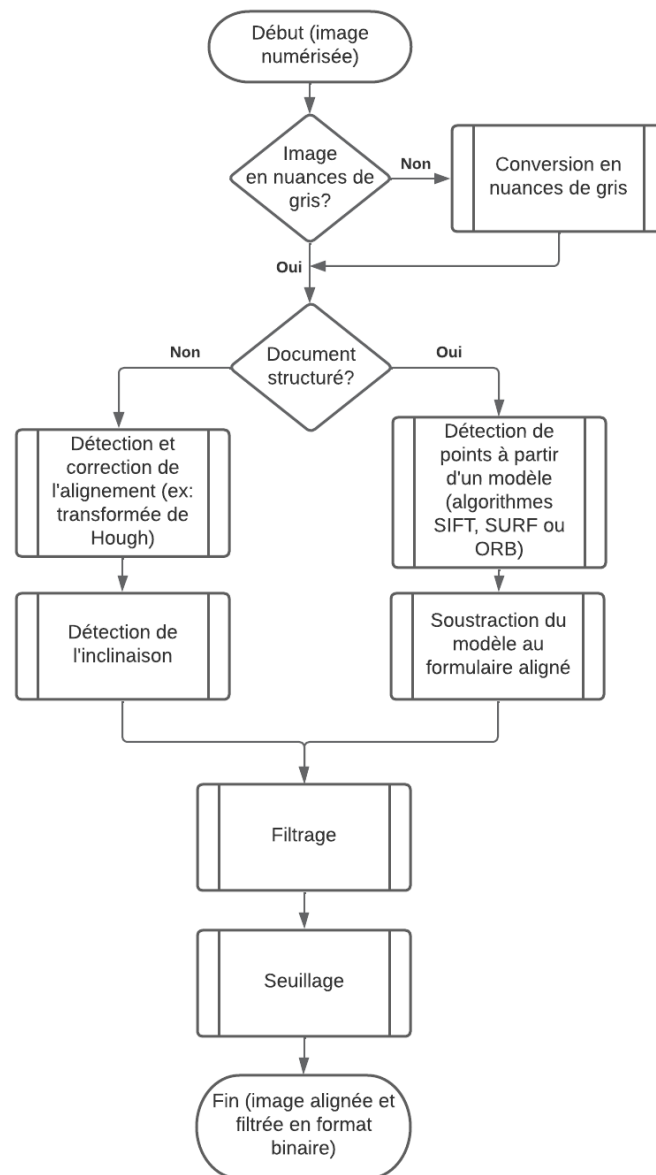 Début (image
numérisée)
Image
en nuances de
gris?
Non
Conversion en
nuances de gris
Oui
Document
structuré?
Non
Oui
Détection et
correction de
l'alignement (ex:
transformée de
Hough)
Détection de
points à partir
d'un modèle
(algorithmes
SIFT, SURF ou
ORB)
Détection de
l'inclinaison
Soustraction du
modèle au
formulaire aligné
Filtrage
Seuillage
Fin (image alignée et
filtrée en format
binaire)